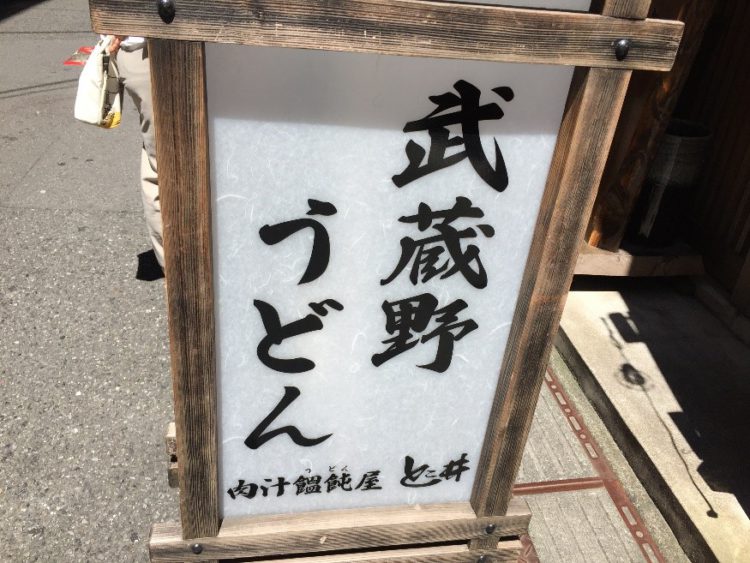 武蔵野
うどん
肉汁饂飩屋 とこ井